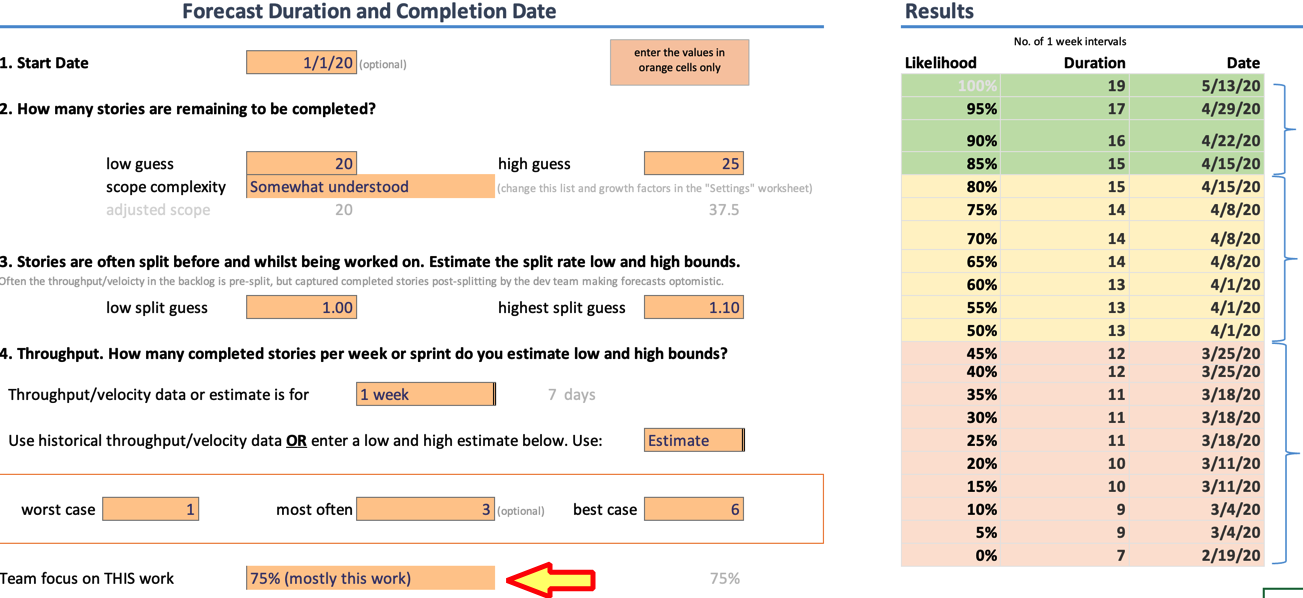 Forecast Duration and Completion Date
1. Start Date 1/1/20 (optional)
enter the values in
orange cells only
2. How many stories are remaining to be completed?
low guess 20 high guess 25
scope complexity Somewhat understood (change this list and growth factors in the "Settings" worksheet)
adjusted scope 20 37.5
3. Stories are often split before and whilst being worked on. Estimate the split rate low and high bounds.
Often the throughput/veloicty in the backlog is pre-split, but captured completed stories post-splitting by the dev team making forecasts optomistic.
low split guess 1.00 highest split guess 1.10
4. Throughput. How many completed stories per week or sprint do you estimate low and high bounds?
Throughput/velocity data or estimate is for 1 week 7 days
Use historical throughput/velocity data OR enter a low and high estimate below. Use: Estimate
worst case 1 most often 3 (optional) best case 6
Team focus on THIS work 75% (mostly this work) 75%
Results
No. of 1 week intervals
Likelihood Duration Date
100% 19 5/13/20
95% 17 4/29/20
90% 16 4/22/20
85% 15 4/15/20
80% 15 4/15/20
75% 14 4/8/20
70% 14 4/8/20
65% 14 4/8/20
60% 13 4/1/20
55% 13 4/1/20
50% 13 4/1/20
45% 12 3/25/20
40% 12 3/25/20
35% 11 3/18/20
30% 11 3/18/20
25% 11 3/18/20
20% 10 3/11/20
15% 10 3/11/20
10% 9 3/4/20
5% 9 3/4/20
0% 7 2/19/20